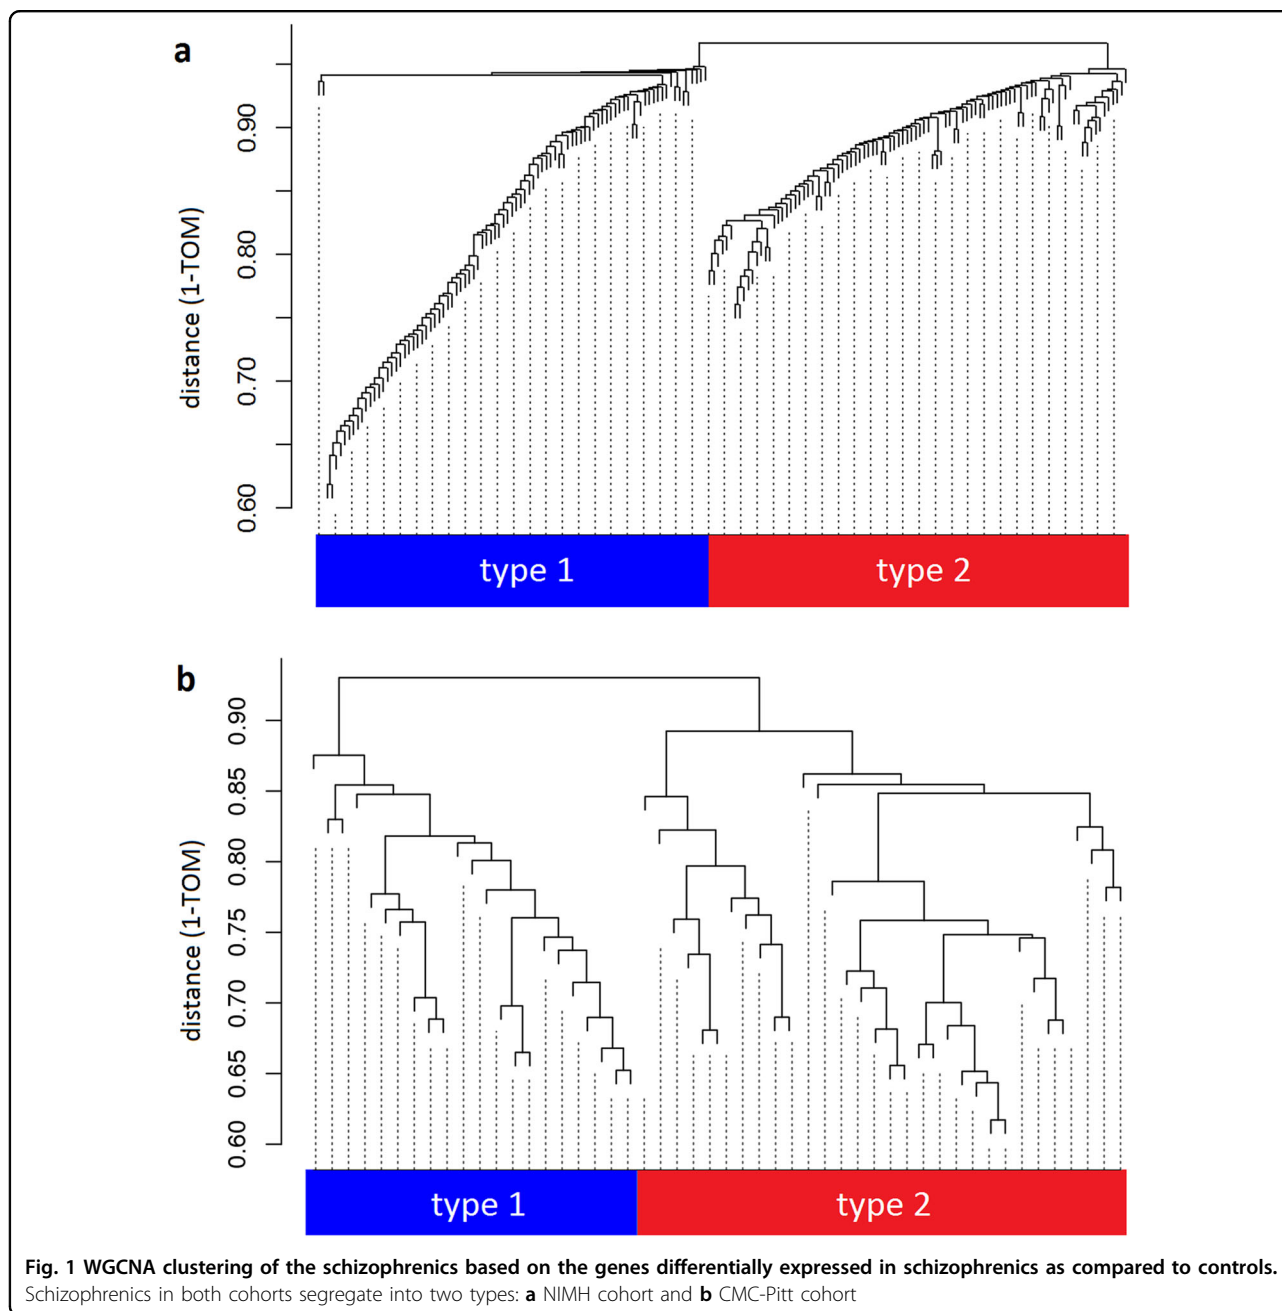 a
distance (1-TOM)
0.90
0.80
0.70
0.60
type 1 type 2
b
distance (1-TOM)
0.90
0.85
0.80
0.75
0.70
0.65
0.60
type 1 type 2
Fig. 1 WGCNA clustering of the schizophrenics based on the genes differentially expressed in schizophrenics as compared to controls.
Schizophrenics in both cohorts segregate into two types: a NIMH cohort and b CMC-Pitt cohort